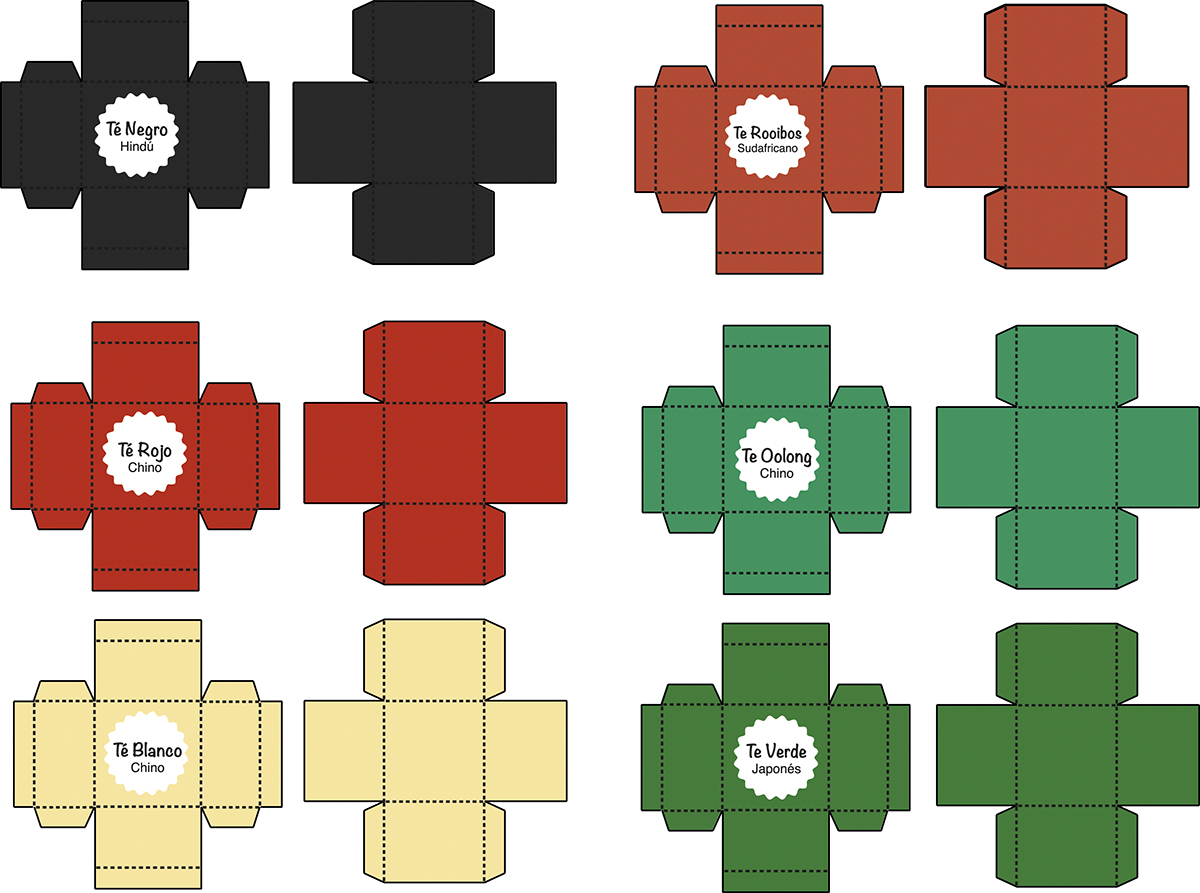 Té Negro
Hindú
Te Rooibos
Sudafricano
Té Rojo
Chino
Te Oolong
Chino
Té Blanco
Chino
Te Verde
Japonés